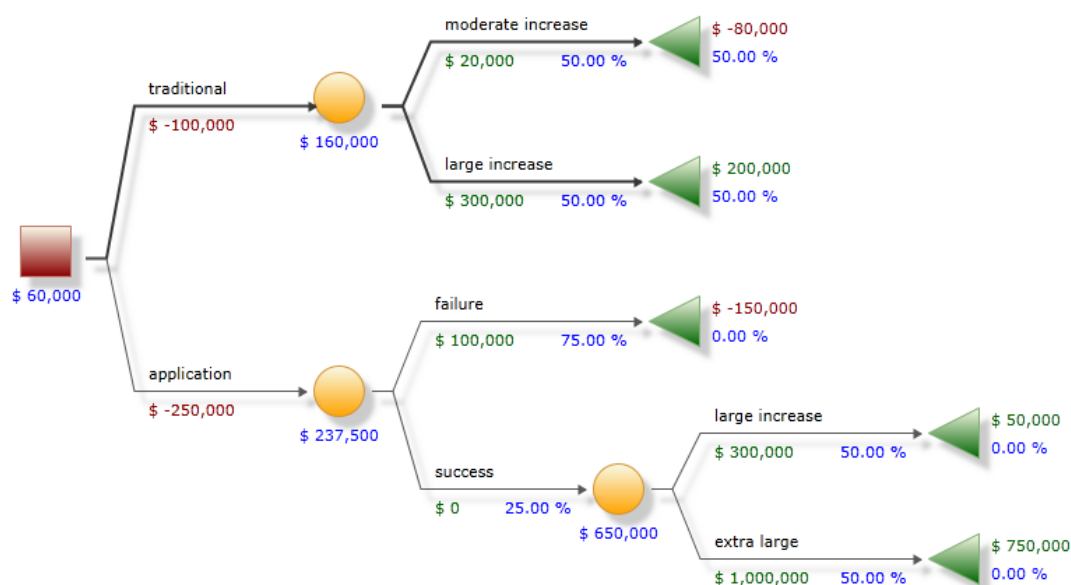 moderate increase
$ -80,000
$ 20,000 50.00 %
50.00 %
traditional
$ -100,000
$ 160,000
large increase
$ 200,000
$ 300,000 50.00 %
50.00 %
$ 60,000
failure
$ -150,000
$ 100,000 75.00 %
0.00 %
application
$ -250,000
$ 237,500
large increase
$ 50,000
$ 300,000 50.00 %
0.00 %
success
$ 0 25.00 %
$ 650,000
extra large
$ 750,000
$ 1,000,000 50.00 %
0.00 %